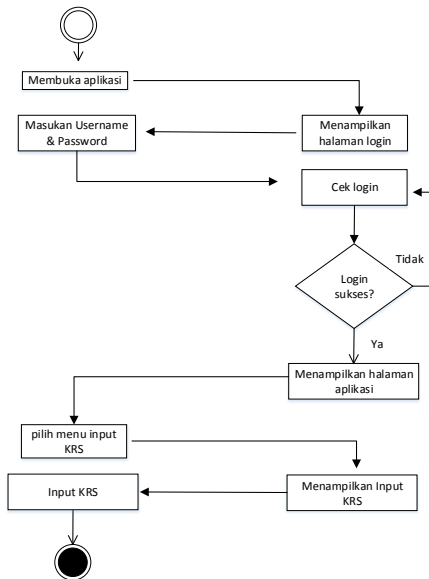 Membuka aplikasi
Masukan Username
& Password
Menampilkan
halaman login
Cek login
Tidak
Login
sukses?
Ya
Menampilkan halaman
aplikasi
pilih menu input
KRS
Input KRS
Menampilkan Input
KRS